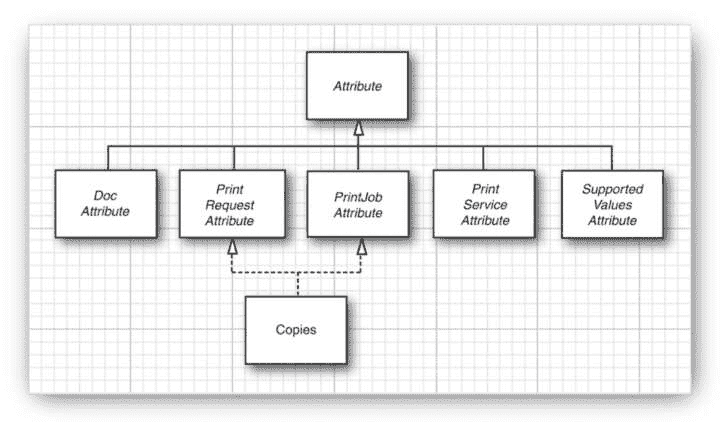 Attribute
Doc
Attribute
Print
Request
Attribute
PrintJob
Attribute
Print
Service
Attribute
Supported
Values
Attribute
Copies